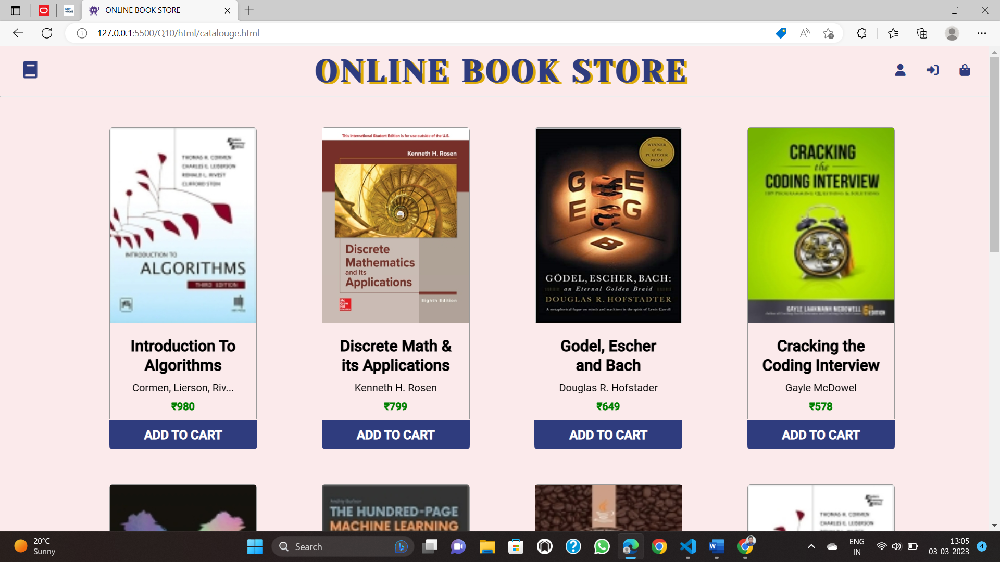 ONLINE BOOK STORE
127.0.0.1:5500/Q10/html/catalouge.html
ONLINE BOOK STORE
THOMAS H. CORMEN
CHARLES E. LEISERSON
RONALD L. RIVEST
CLIFFORD STEIN
INTRODUCTION TO
ALGORITHMS
THIRD EDITION
This International Student Edition is for use outside of the U.S.
Kenneth H. Rosen
Discrete
Mathematics
and Its
Applications
Eighth Edition
Mc
Graw
Hill
Education
WINNER
of the
PULITZER
PRIZE
G E
E G
B
GÖDEL, ESCHER, BACH:
an Eternal Golden Braid
DOUGLAS R. HOFSTADTER
A metaphorical fugue on minds and machines in the spirit of Lewis Carroll
CRACKING
the
CODING INTERVIEW
189 PROGRAMMING QUESTIONS & SOLUTIONS
GAYLE LAAKMANN MCDOWELL
6TH EDITION
Introduction To
Algorithms
Cormen, Lierson, Riv...
₹980
ADD TO CART
Discrete Math &
its Applications
Kenneth H. Rosen
₹799
ADD TO CART
Godel, Escher
and Bach
Douglas R. Hofstader
₹649
ADD TO CART
Cracking the
Coding Interview
Gayle McDowel
₹578
ADD TO CART
THE HUNDRED-PAGE
MACHINE LEARNING
THOMAS H. CORMEN
CHARLES E. LEISERSON
20°C
Sunny
Search
ENG
IN
13:05
03-03-2023
4